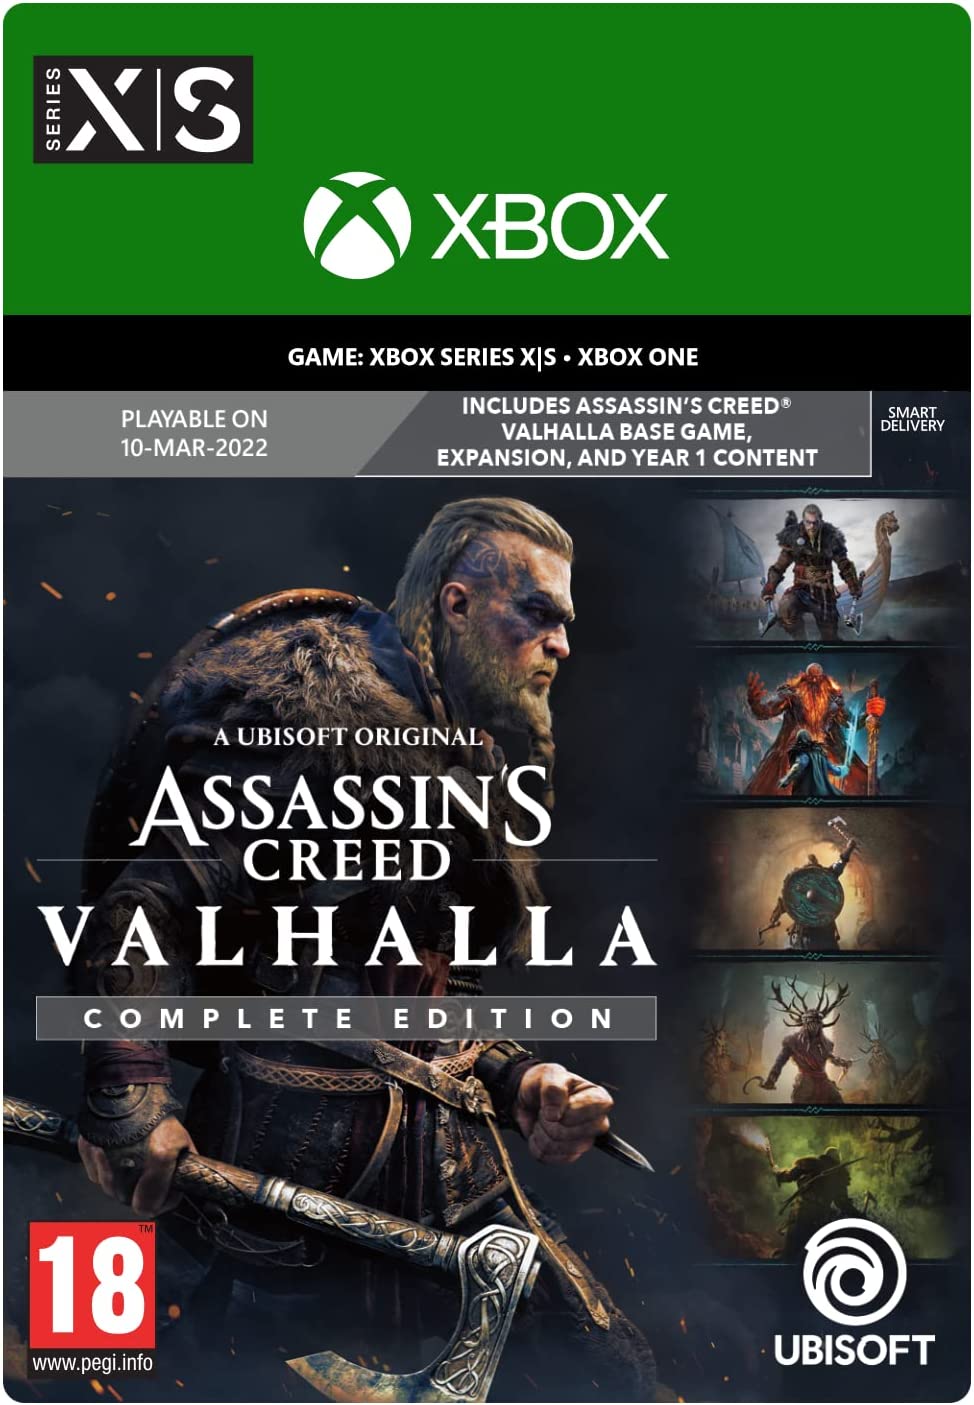 SERIES X|S
XBOX
GAME: XBOX SERIES X|S • XBOX ONE
PLAYABLE ON
10-MAR-2022
INCLUDES ASSASSIN'S CREED®
VALHALLA BASE GAME,
EXPANSION, AND YEAR 1 CONTENT
SMART
DELIVERY
A UBISOFT ORIGINAL
ASSASSIN'S
CREED
VALHALLA
COMPLETE EDITION
18™
www.pegi.info
UBISOFT